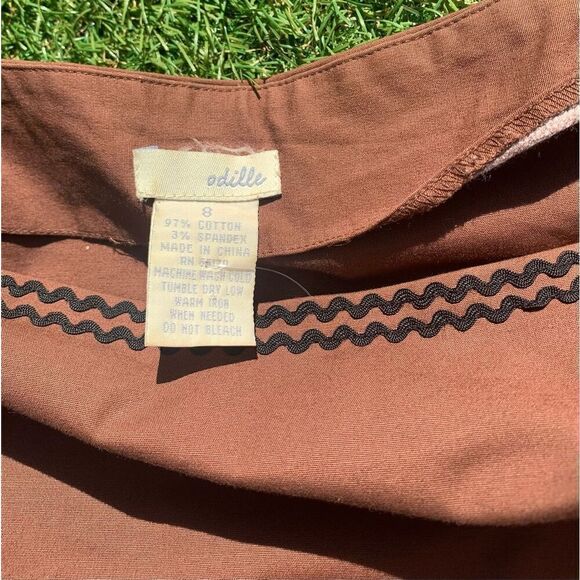 odille
8
97% COTTON
3% SPANDEX
MADE IN CHINA
RN
MACHINE WASH COLD
TUMBLE DRY LOW
WARM IRON
WHEN NEEDED
DO NOT BLEACH